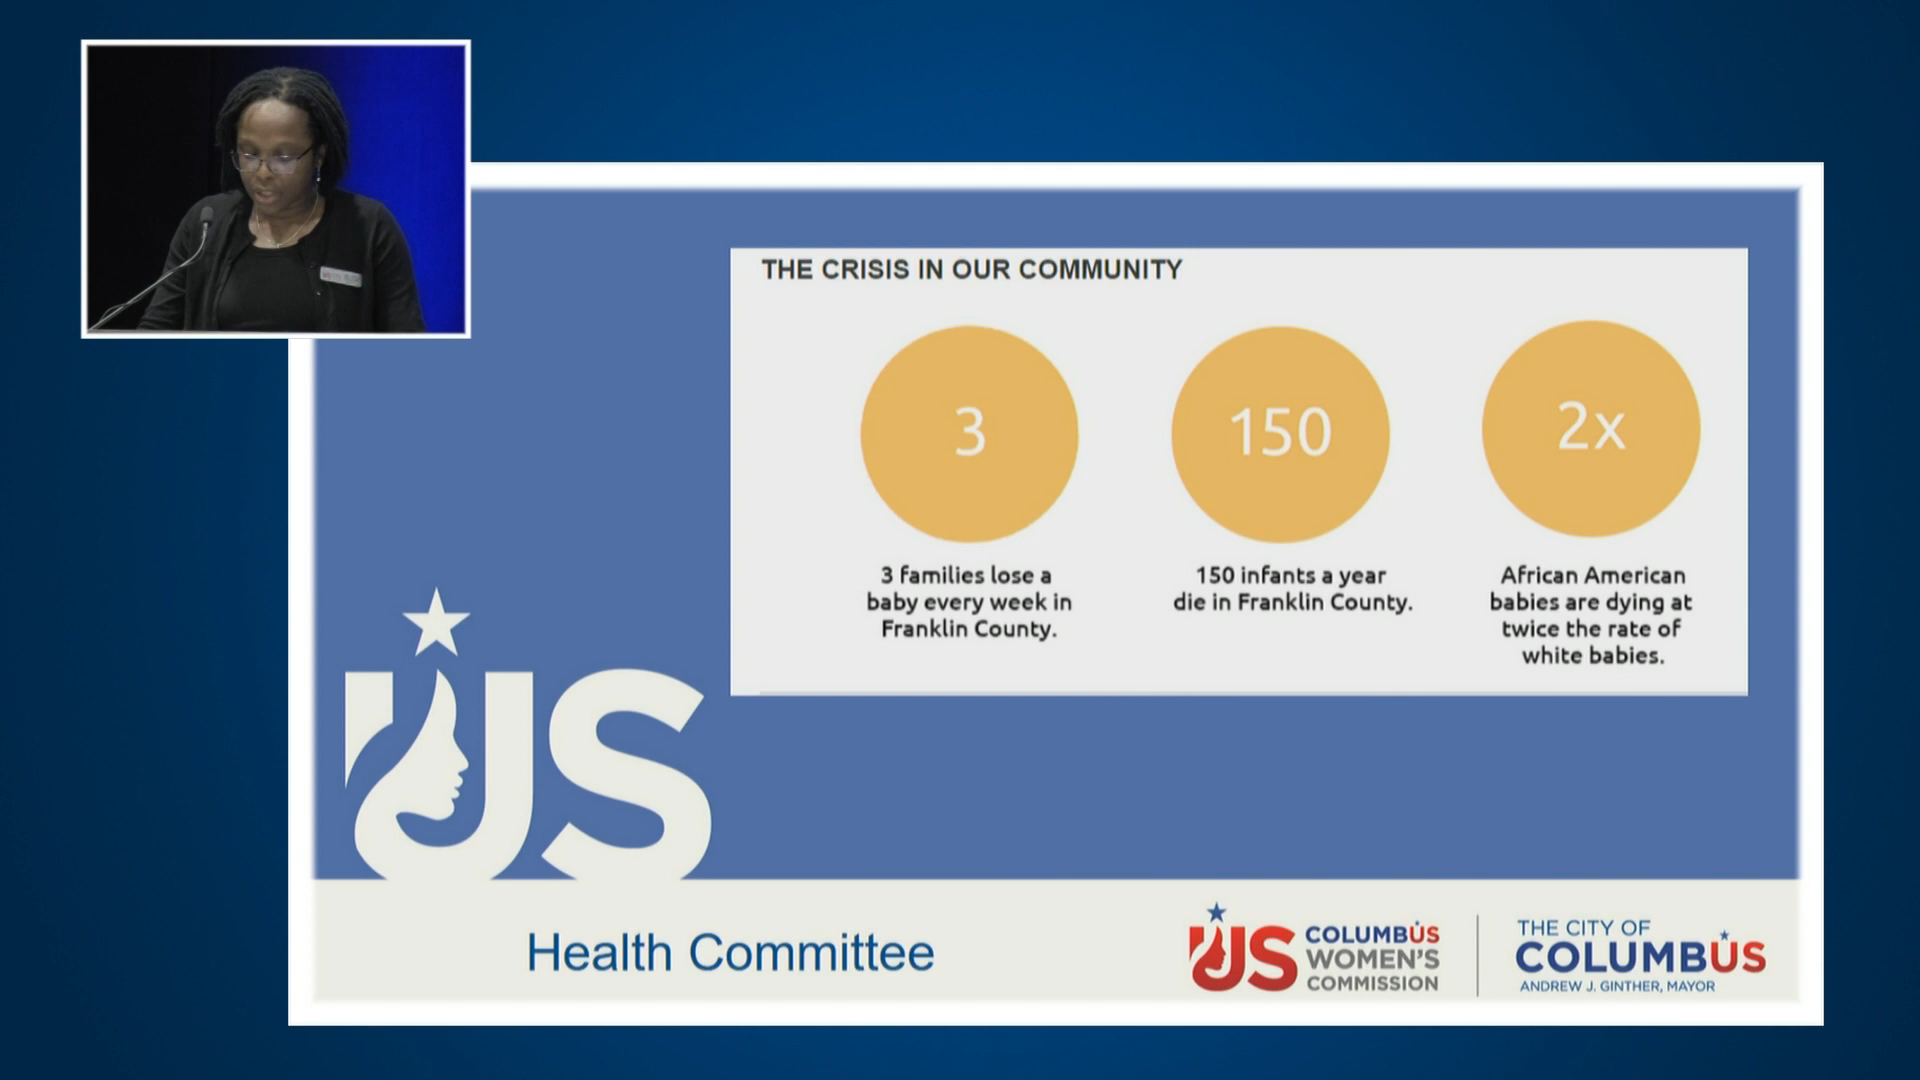 THE CRISIS IN OUR COMMUNITY
3
150
2x
3 families lose a
baby every week in
Franklin County.
150 infants a year
die in Franklin County.
African American
babies are dying at
twice the rate of
white babies.
US
Health Committee
US
COLUMBUS
WOMEN'S
COMMISSION
THE CITY OF
COLUMBUS
ANDREW J. GINTHER, MAYOR